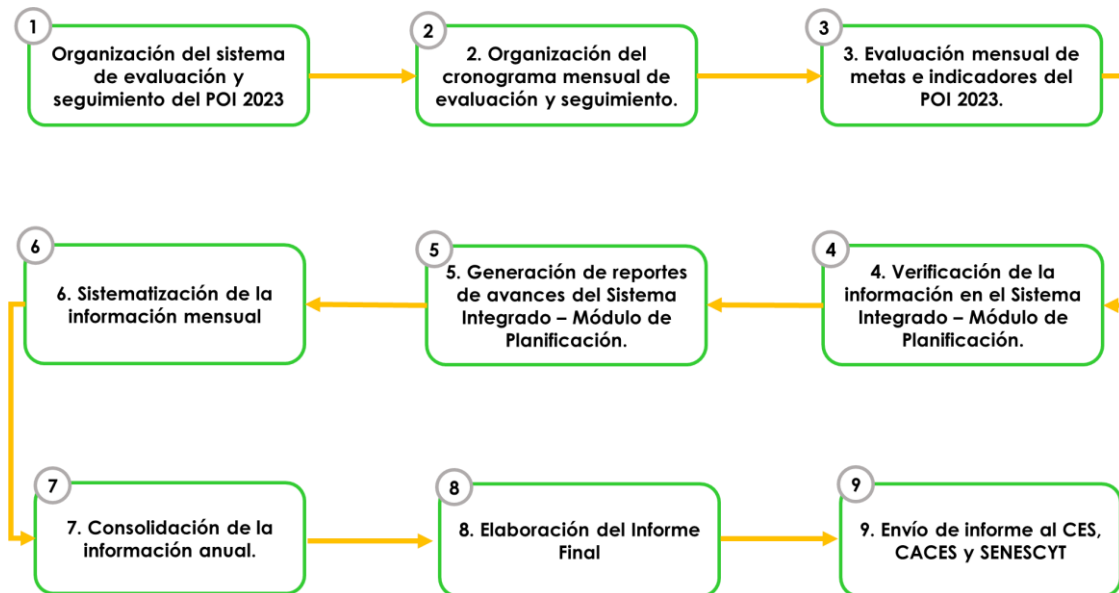 1
Organización del sistema
de evaluación y
seguimiento del POI 2023
2
2. Organización del
cronograma mensual de
evaluación y seguimiento.
3
3. Evaluación mensual de
metas e indicadores del
POI 2023.
4
4. Verificación de la
información en el Sistema
Integrado – Módulo de
Planificación.
5
5. Generación de reportes
de avances del Sistema
Integrado – Módulo de
Planificación.
6
6. Sistematización de la
información mensual
7
7. Consolidación de la
información anual.
8
8. Elaboración del Informe
Final
9
9. Envío de informe al CES,
CACES y SENESCYT